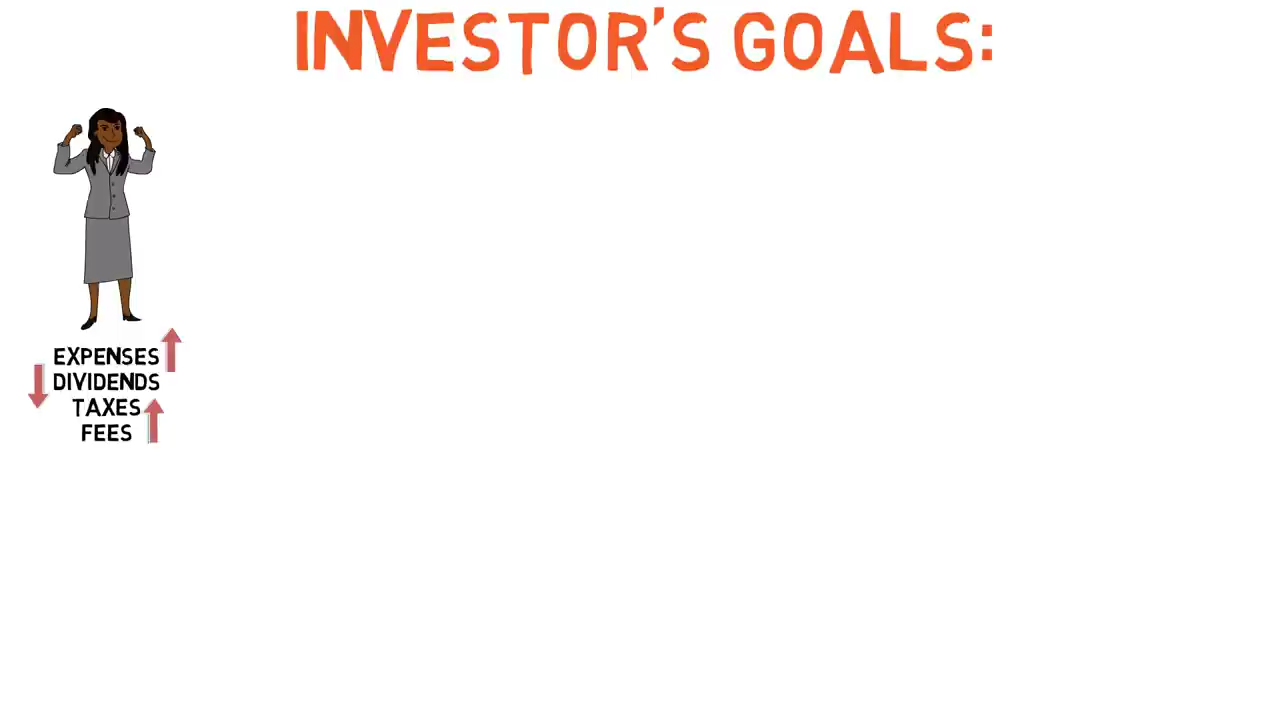 INVESTOR'S GOALS:
EXPENSES
DIVIDENDS
TAXES
FEES